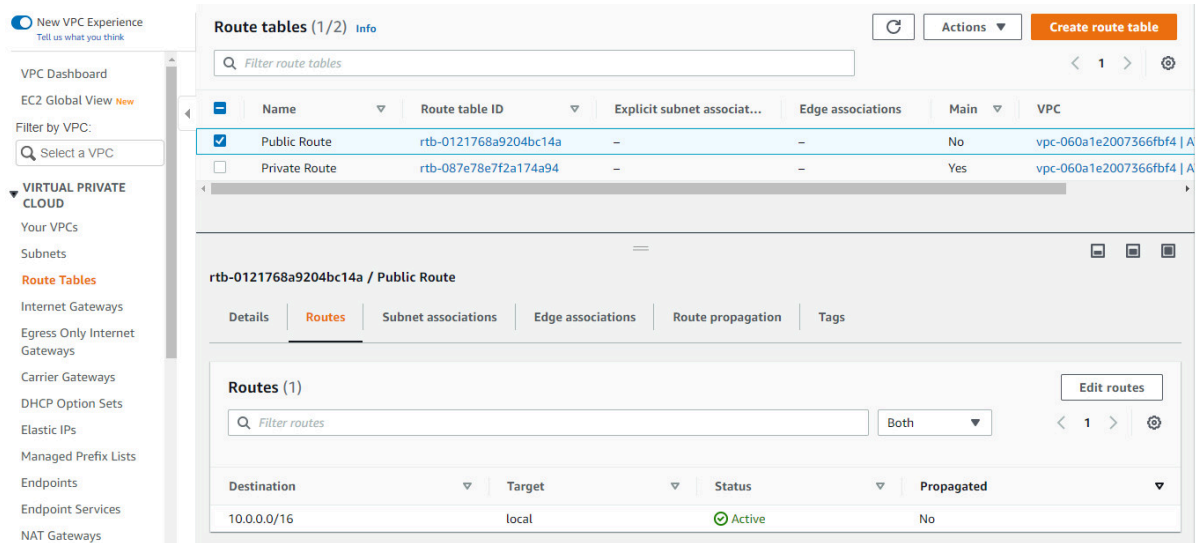 New VPC Experience
Tell us what you think
VPC Dashboard
EC2 Global View New
Filter by VPC:
Select a VPC
VIRTUAL PRIVATE
CLOUD
Your VPCs
Subnets
Route Tables
Internet Gateways
Egress Only Internet
Gateways
Carrier Gateways
DHCP Option Sets
Elastic IPs
Managed Prefix Lists
Endpoints
Endpoint Services
NAT Gateways
Route tables (1/2) Info
Actions
Create route table
Filter route tables
1
Name Route table ID Explicit subnet associat... Edge associations Main VPC
Public Route rtb-0121768a9204bc14a – – No vpc-060a1e2007366fbf4 | A
Private Route rtb-087e78e7f2a174a94 – – Yes vpc-060a1e2007366fbf4 | A
rtb-0121768a9204bc14a / Public Route
Details Routes Subnet associations Edge associations Route propagation Tags
Routes (1)
Edit routes
Filter routes
Both
1
Destination Target Status Propagated
10.0.0.0/16 local Active No